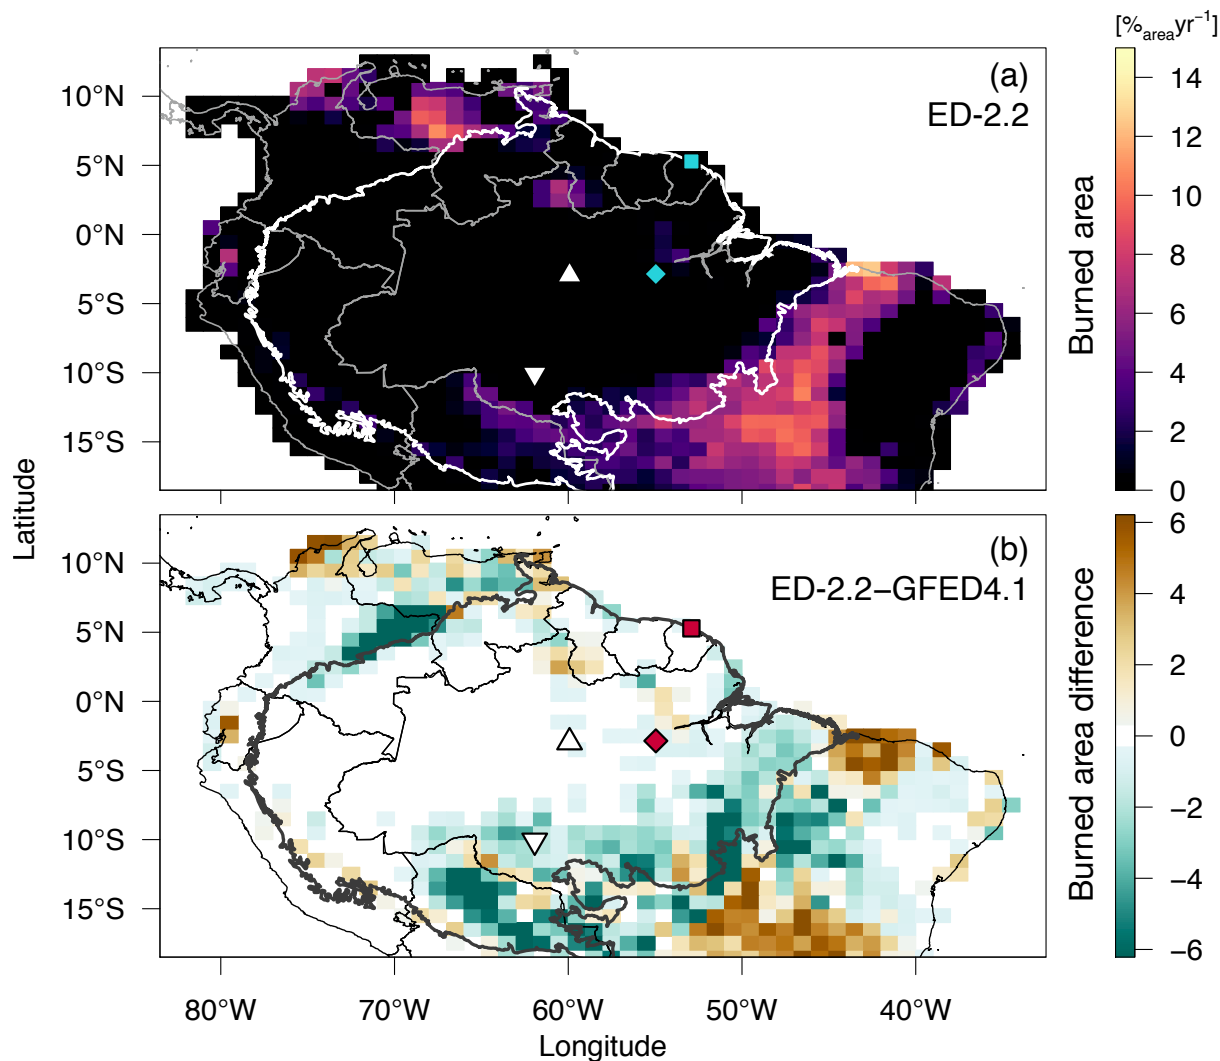 [%area yr−1]
(a)
ED-2.2
10°N
5°N
0°N
5°S
10°S
15°S
14
12
10
8
6
4
2
0
Burned area
Latitude
(b)
ED-2.2−GFED4.1
10°N
5°N
0°N
5°S
10°S
15°S
6
4
2
0
−2
−4
−6
Burned area difference
80°W 70°W 60°W 50°W 40°W
Longitude